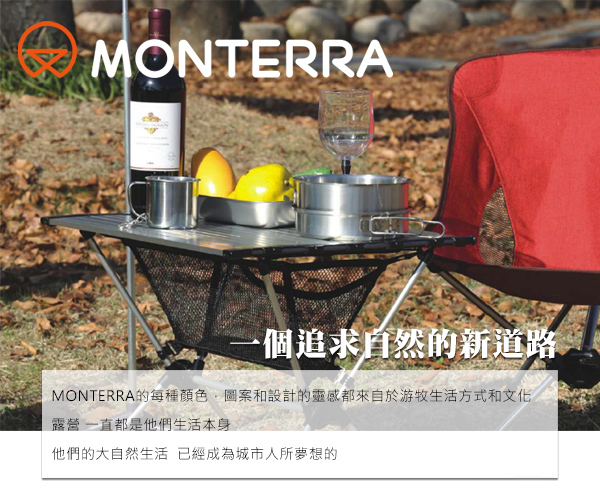 MONTERRA
一個追求自然的新道路
MONTERRA的每種顏色，圖案和設計的靈感都來自於游牧生活方式和文化
露營 一直都是他們生活本身
他們的大自然生活 已經成為城市人所夢想的